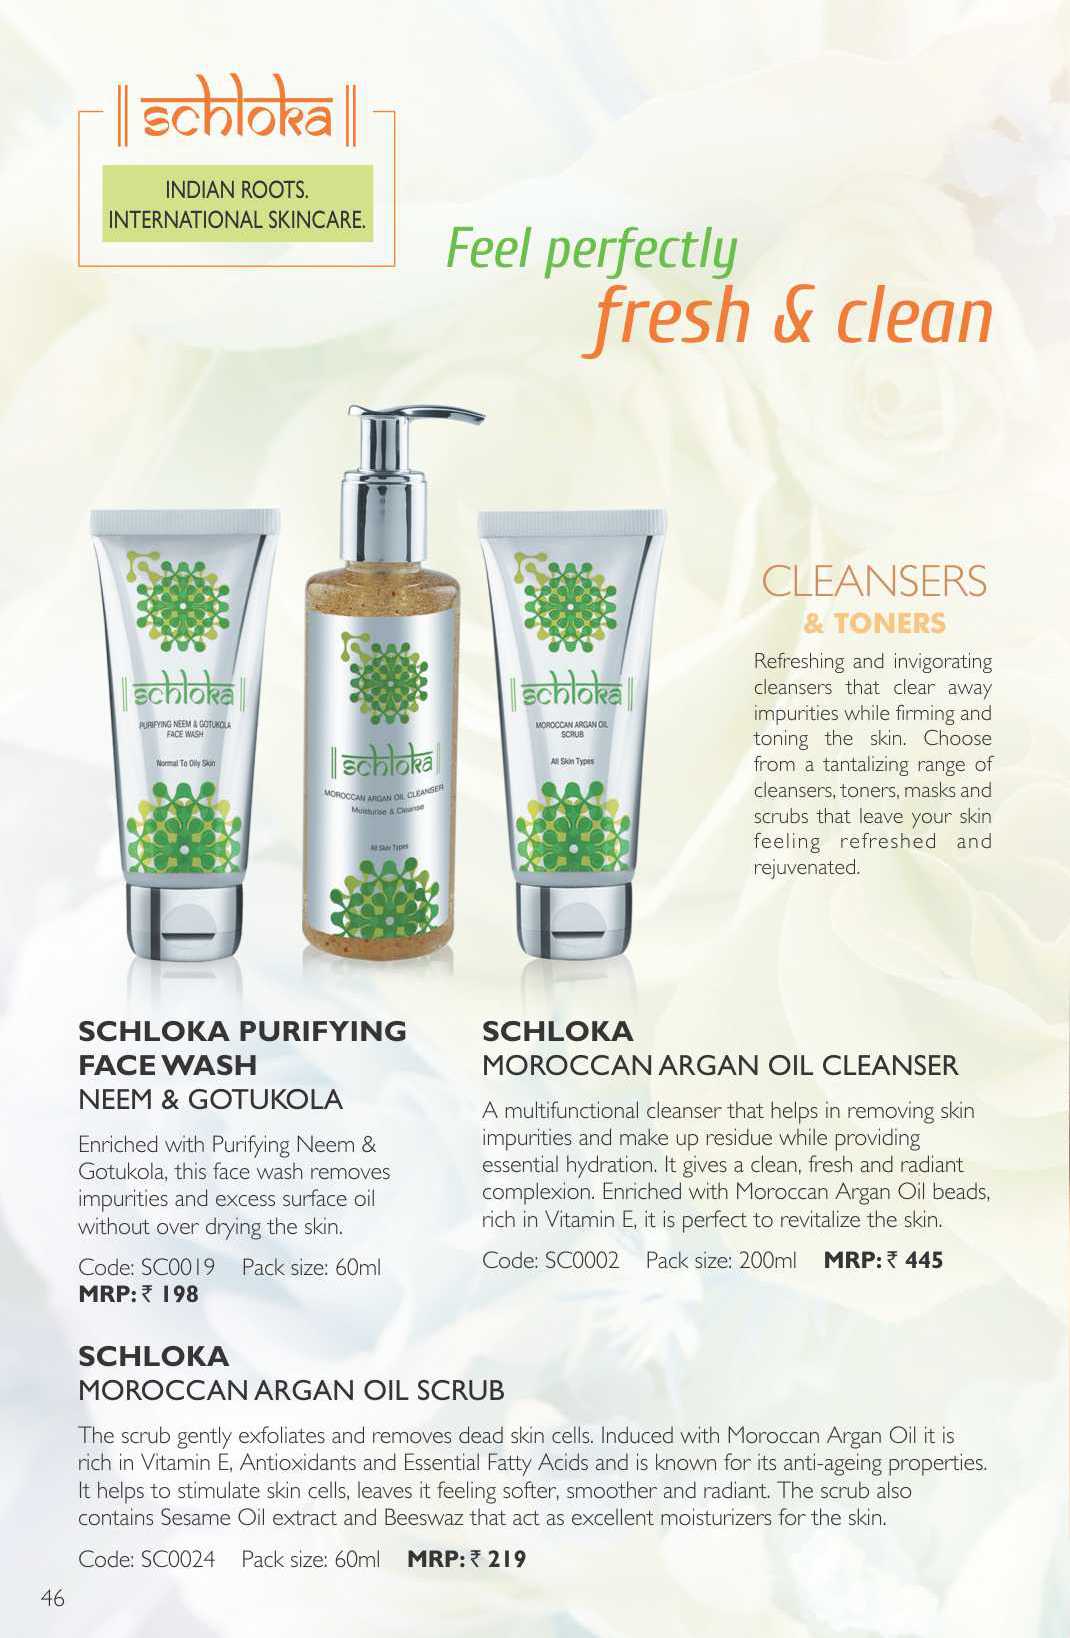 schloka
INDIAN ROOTS.
INTERNATIONAL SKINCARE.
Feel perfectly
fresh & clean
schloka
PURIFYING NEEM & GOTUKOLA
FACE WASH
Normal To Oily Skin
schloka
MOROCCAN ARGAN OIL CLEANSER
Moisturise & Cleanse
All Skin Types
schloka
MOROCCAN ARGAN OIL
SCRUB
All Skin Types
CLEANSERS
& TONERS
Refreshing and invigorating
cleansers that clear away
impurities while firming and
toning the skin. Choose
from a tantalizing range of
cleansers, toners, masks and
scrubs that leave your skin
feeling refreshed and
rejuvenated.
SCHLOKA PURIFYING
FACE WASH
NEEM & GOTUKOLA
Enriched with Purifying Neem &
Gotukola, this face wash removes
impurities and excess surface oil
without over drying the skin.
Code: SC0019 Pack size: 60ml
MRP: ₹ 198
SCHLOKA
MOROCCAN ARGAN OIL CLEANSER
A multifunctional cleanser that helps in removing skin
impurities and make up residue while providing
essential hydration. It gives a clean, fresh and radiant
complexion. Enriched with Moroccan Argan Oil beads,
rich in Vitamin E, it is perfect to revitalize the skin.
Code: SC0002 Pack size: 200ml MRP: ₹ 445
SCHLOKA
MOROCCAN ARGAN OIL SCRUB
The scrub gently exfoliates and removes dead skin cells. Induced with Moroccan Argan Oil it is
rich in Vitamin E, Antioxidants and Essential Fatty Acids and is known for its anti-ageing properties.
It helps to stimulate skin cells, leaves it feeling softer, smoother and radiant. The scrub also
contains Sesame Oil extract and Beeswaz that act as excellent moisturizers for the skin.
Code: SC0024 Pack size: 60ml MRP: ₹ 219
46